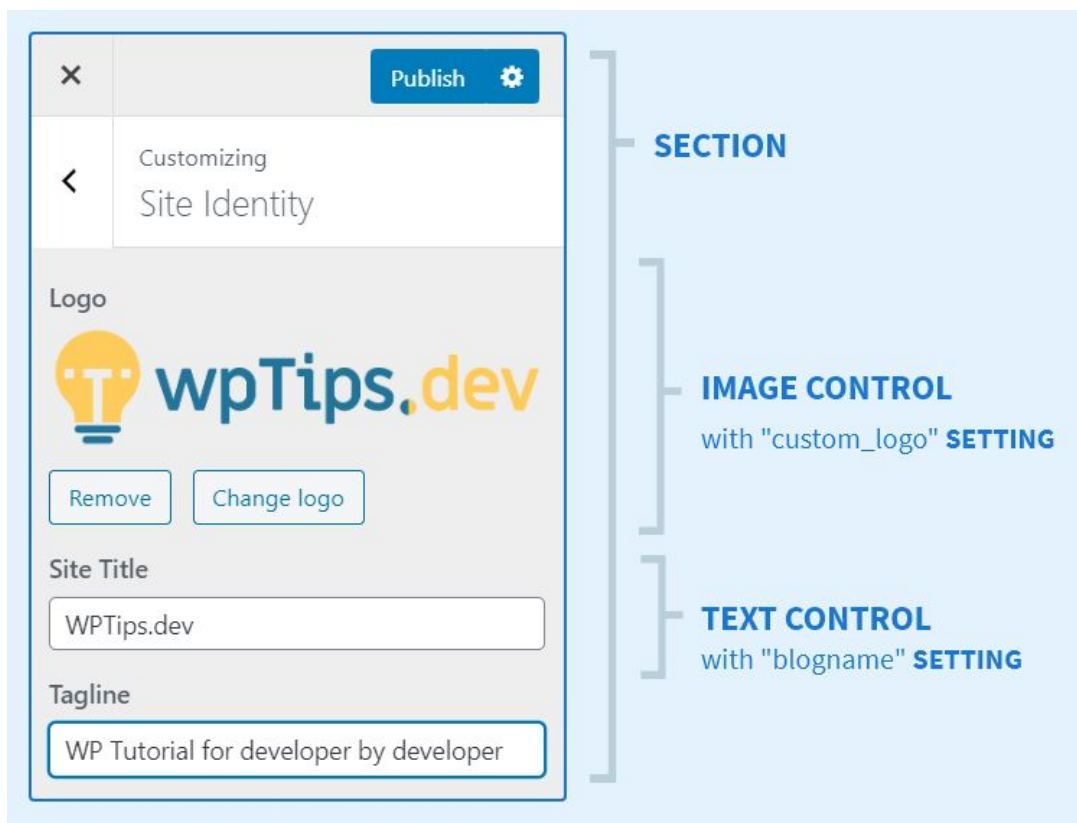 Publish
Customizing
Site Identity
Logo
wpTips.dev
Remove
Change logo
Site Title
WPTips.dev
Tagline
WP Tutorial for developer by developer
SECTION
IMAGE CONTROL
with "custom_logo" SETTING
TEXT CONTROL
with "blogname" SETTING